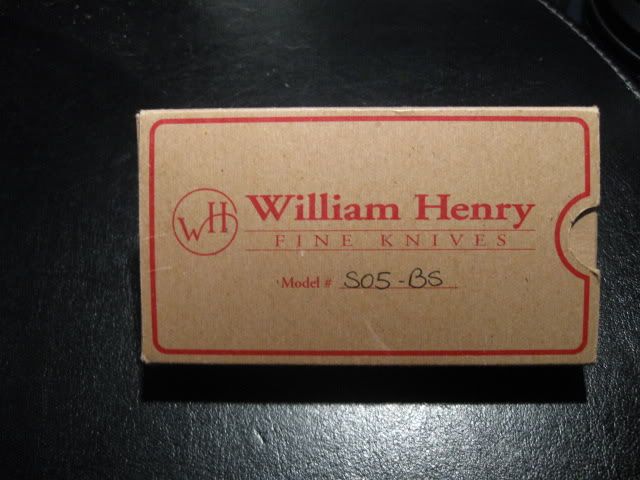 WH
William Henry
FINE KNIVES
Model # S05-BS